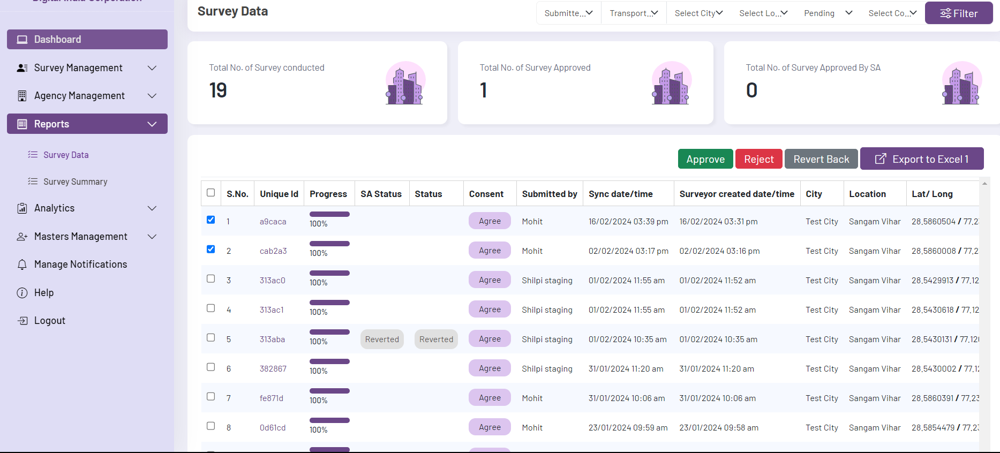 Digital India Corporation
Dashboard
Survey Management
Agency Management
Reports
Survey Data
Survey Summary
Analytics
Masters Management
Manage Notifications
Help
Logout
Survey Data
Submitte... Transport... Select City Select Lo... Pending Select Co... Filter
Total No. of Survey conducted
19
Total No. of Survey Approved
1
Total No. of Survey Approved By SA
0
Approve Reject Revert Back Export to Excel 1
S.No. Unique Id Progress SA Status Status Consent Submitted by Sync date/time Surveyor created date/time City Location Lat/ Long
1 a9caca 100% Agree Mohit 16/02/2024 03:39 pm 16/02/2024 03:31 pm Test City Sangam Vihar 28.5860504 / 77.2
2 cab2a3 100% Agree Mohit 02/02/2024 03:17 pm 02/02/2024 03:16 pm Test City Sangam Vihar 28.5860008 / 77.2
3 313ac0 100% Agree Shilpi staging 01/02/2024 11:55 am 01/02/2024 11:52 am Test City Sangam Vihar 28.5429913 / 77.12
4 313ac1 100% Agree Shilpi staging 01/02/2024 11:55 am 01/02/2024 11:52 am Test City Sangam Vihar 28.5430618 / 77.12
5 313aba 100% Reverted Reverted Agree Shilpi staging 01/02/2024 10:35 am 01/02/2024 10:35 am Test City Sangam Vihar 28.5430131 / 77.12
6 382867 100% Agree Shilpi staging 31/01/2024 11:20 am 31/01/2024 11:20 am Test City Sangam Vihar 28.5430002 / 77.12
7 fe871d 100% Agree Mohit 31/01/2024 10:06 am 31/01/2024 10:06 am Test City Sangam Vihar 28.5860391 / 77.23
8 0d61cd 100% Agree Mohit 23/01/2024 09:59 am 23/01/2024 09:58 am Test City Sangam Vihar 28.5854479 / 77.23